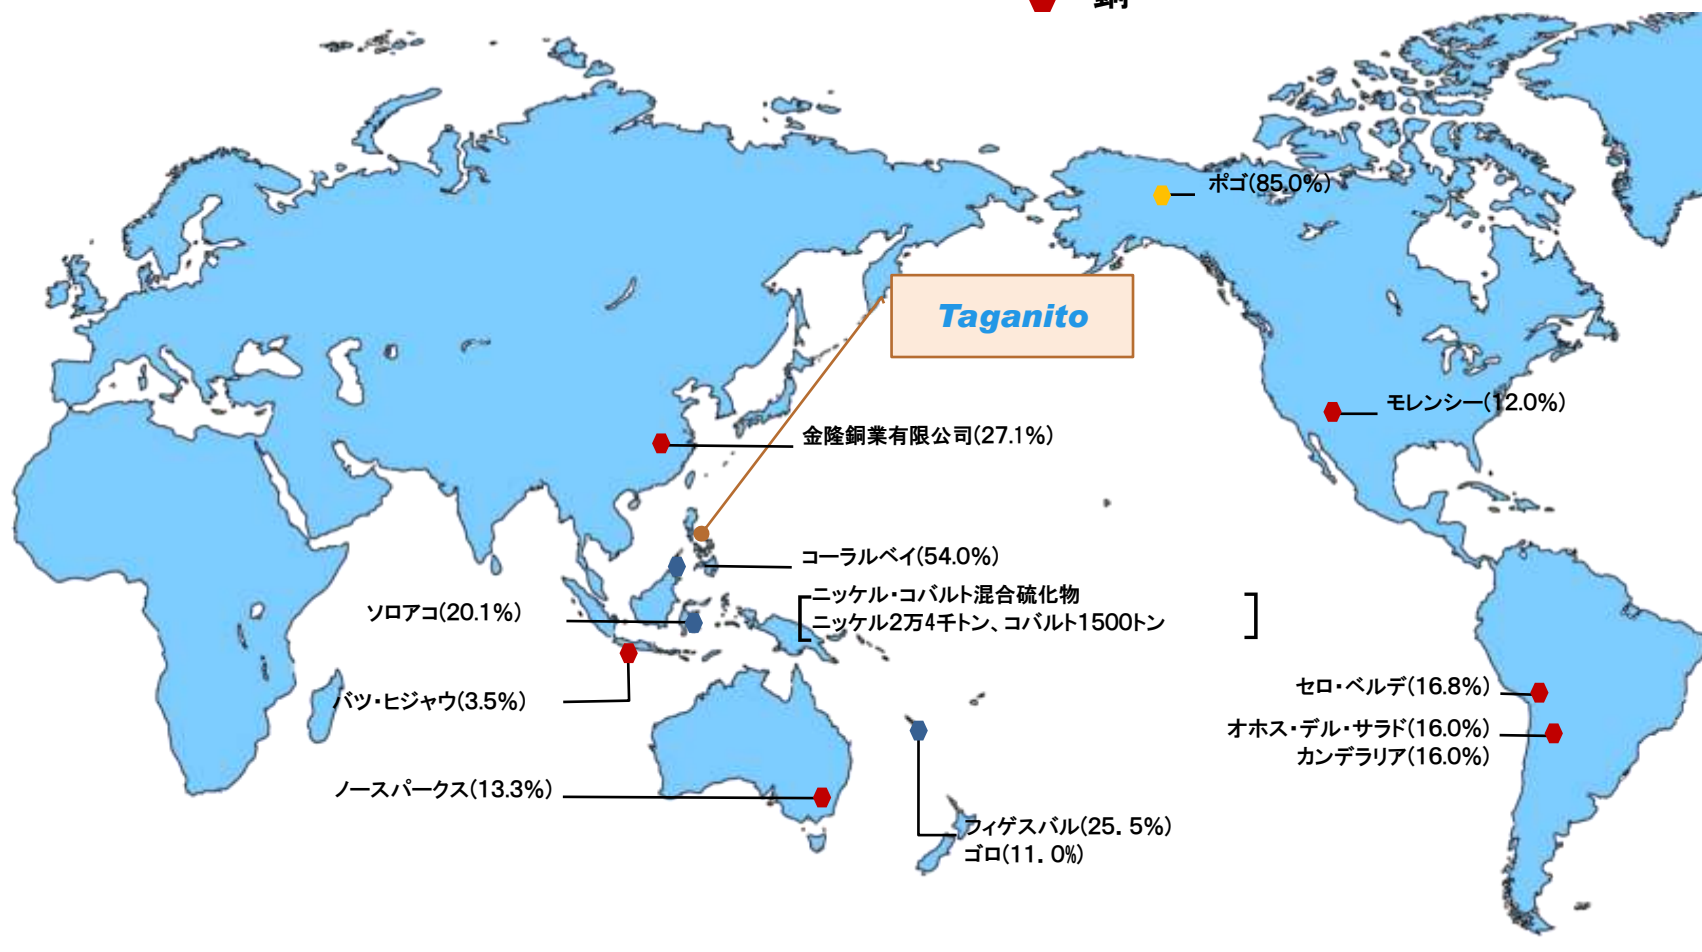 銅
ポゴ(85.0%)
Taganito
モレンシー(12.0%)
金隆銅業有限公司(27.1%)
コーラルベイ(54.0%)
ニッケル・コバルト混合硫化物
ニッケル2万4千トン、コバルト1500トン
ソロアコ(20.1%)
バツ・ヒジャウ(3.5%)
セロ・ベルデ(16.8%)
オホス・デル・サラド(16.0%)
カンデラリア(16.0%)
ノースパークス(13.3%)
フィゲスバル(25．5%)
ゴロ(11．0%)